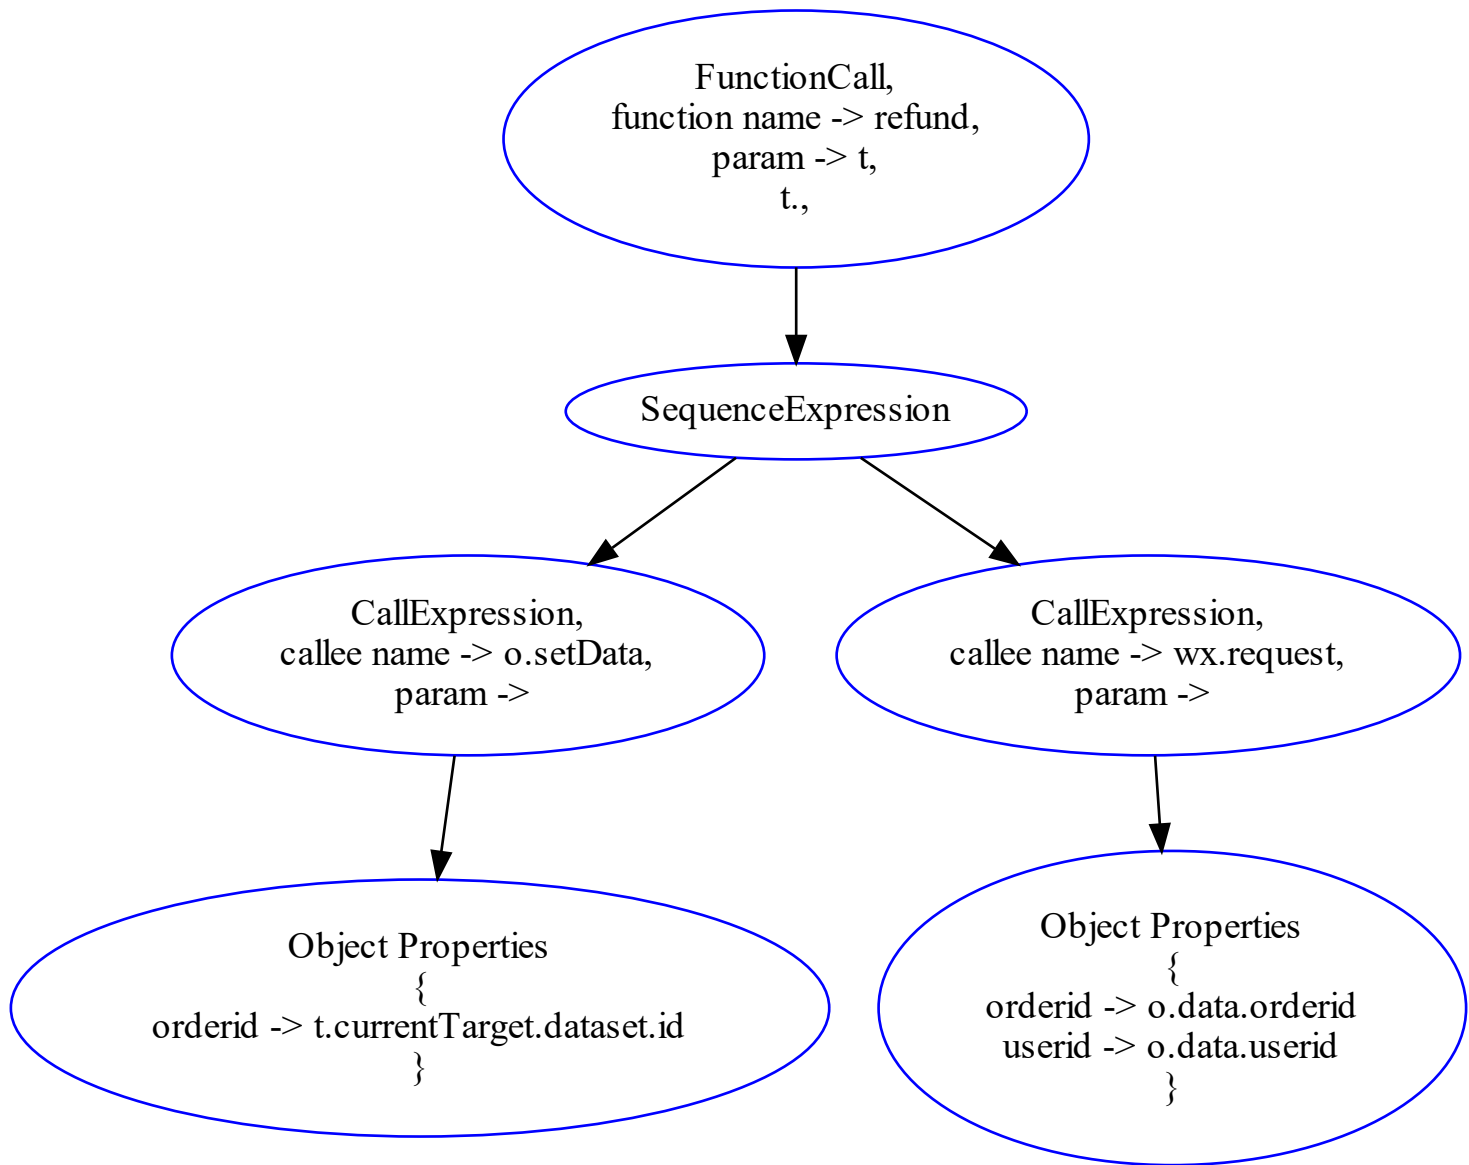 FunctionCall,
function name -> refund,
param -> t,
t.,
SequenceExpression
CallExpression,
callee name -> o.setData,
param ->
CallExpression,
callee name -> wx.request,
param ->
Object Properties
{
orderid -> t.currentTarget.dataset.id
}
Object Properties
{
orderid -> o.data.orderid
userid -> o.data.userid
}